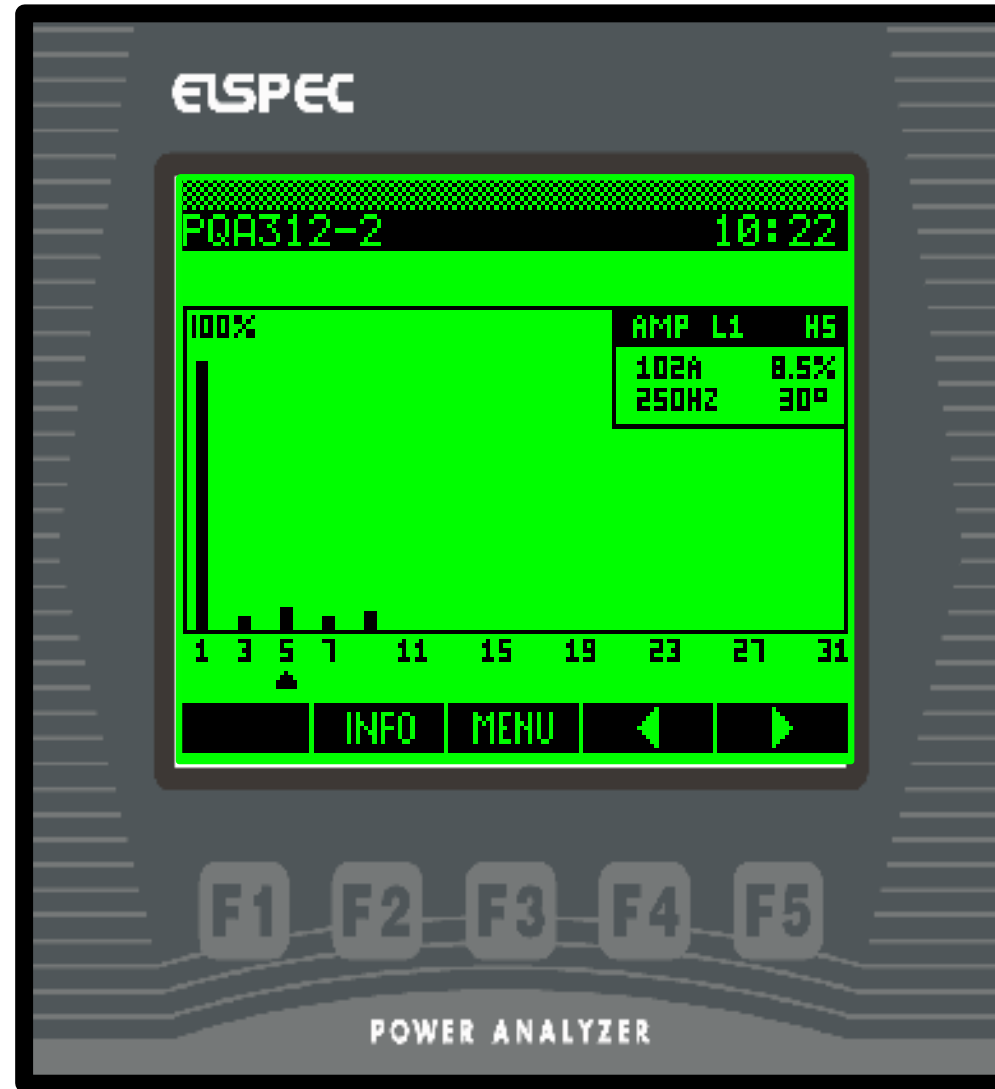 ELSPEC
PQA312-2 10:22
100% AMP L1 H5
102A 8.5%
250HZ 30°
1 3 5 7 11 15 19 23 27 31
INFO MENU
F1 F2 F3 F4 F5
POWER ANALYZER